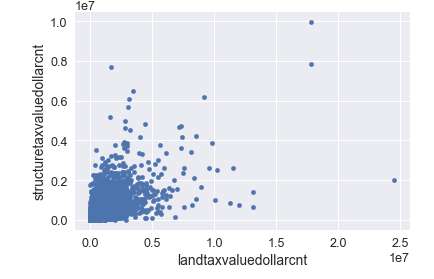 1e7
1.0
0.8
0.6
0.4
0.2
0.0
structuretaxvaluedollarcnt
0.0 0.5 1.0 1.5 2.0 2.5
1e7
landtaxvaluedollarcnt